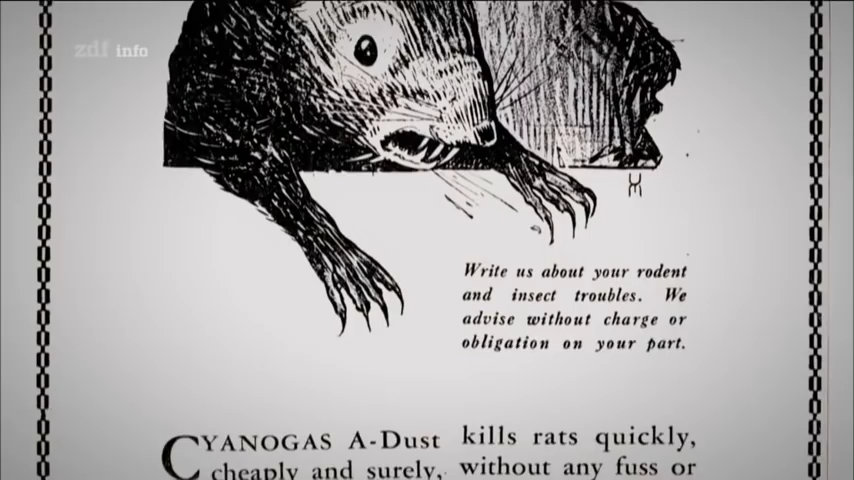 zdf info
Write us about your rodent
and insect troubles. We
advise without charge or
obligation on your part.
CYANOGAS A-Dust kills rats quickly,
cheaply and surely, without any fuss or